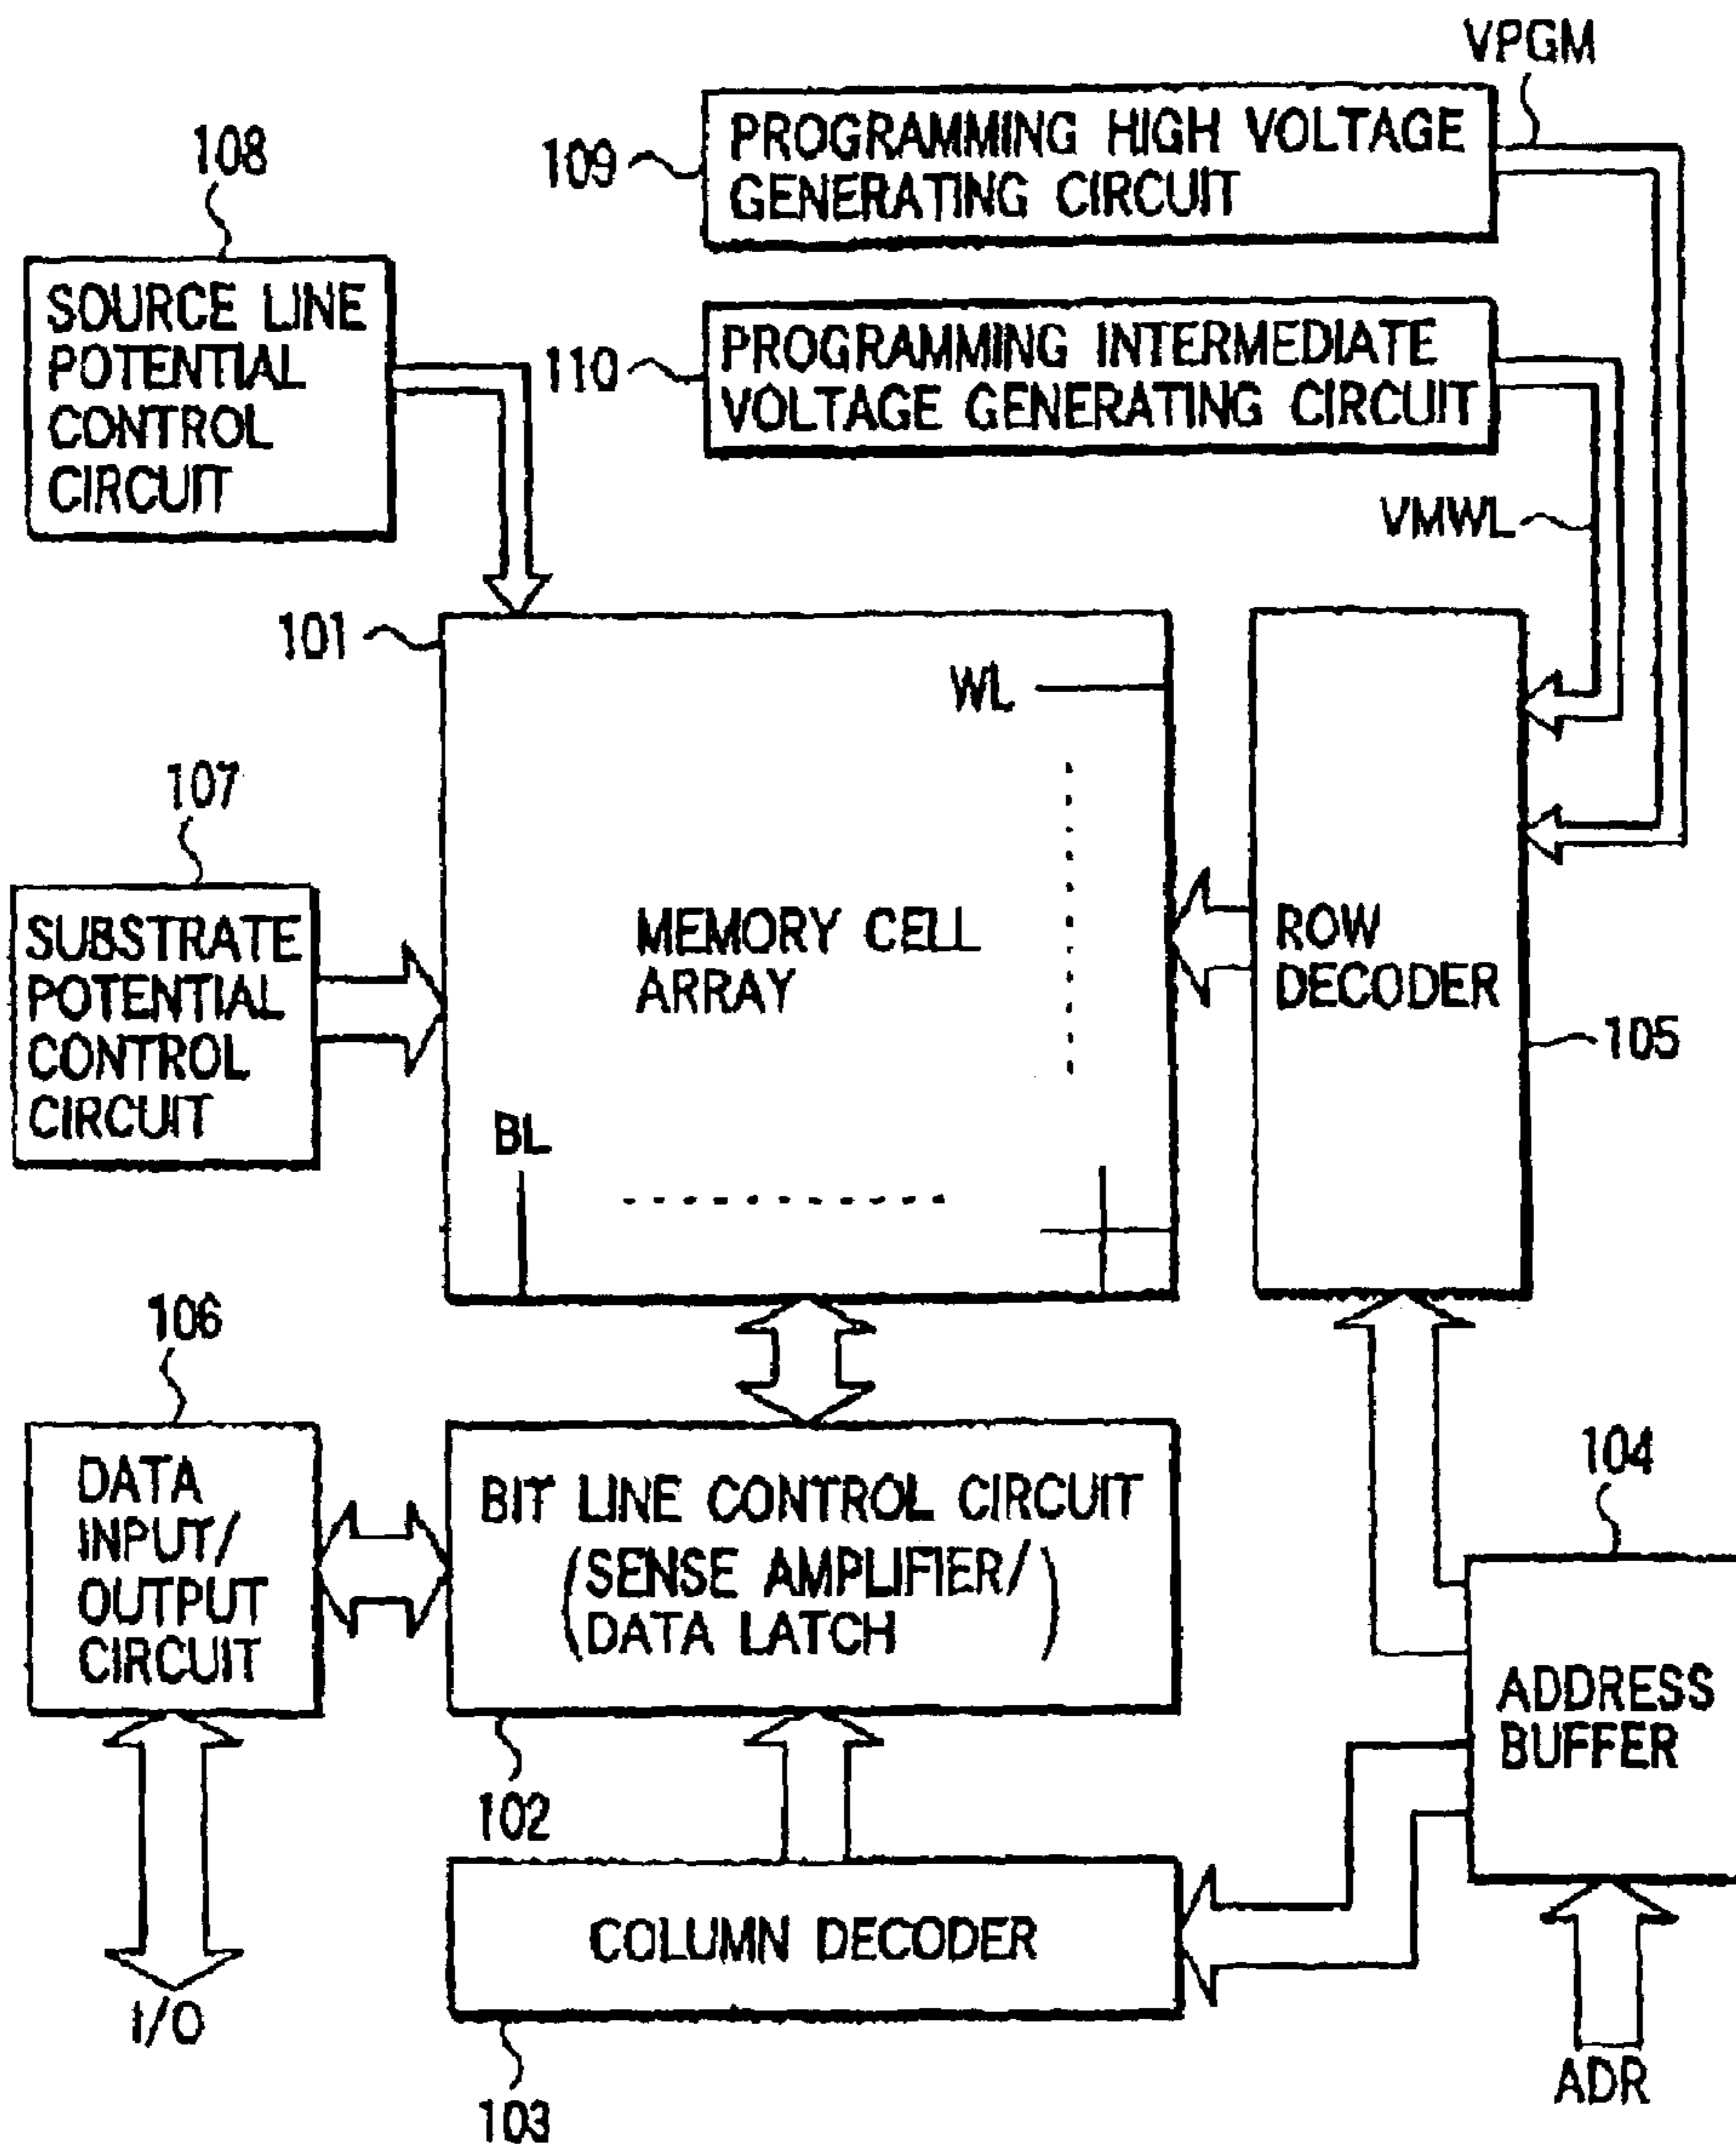 VPGM
109
PROGRAMMING HIGH VOLTAGE
GENERATING CIRCUIT
108
SOURCE LINE
POTENTIAL
CONTROL
CIRCUIT
110
PROGRAMMING INTERMEDIATE
VOLTAGE GENERATING CIRCUIT
VMWL
101
WL
107
SUBSTRATE
POTENTIAL
CONTROL
CIRCUIT
MEMORY CELL
ARRAY
ROW
DECODER
105
BL
106
DATA
INPUT/
OUTPUT
CIRCUIT
BIT LINE CONTROL CIRCUIT
(SENSE AMPLIFIER/
DATA LATCH)
104
ADDRESS
BUFFER
102
COLUMN DECODER
I/O
103
ADR